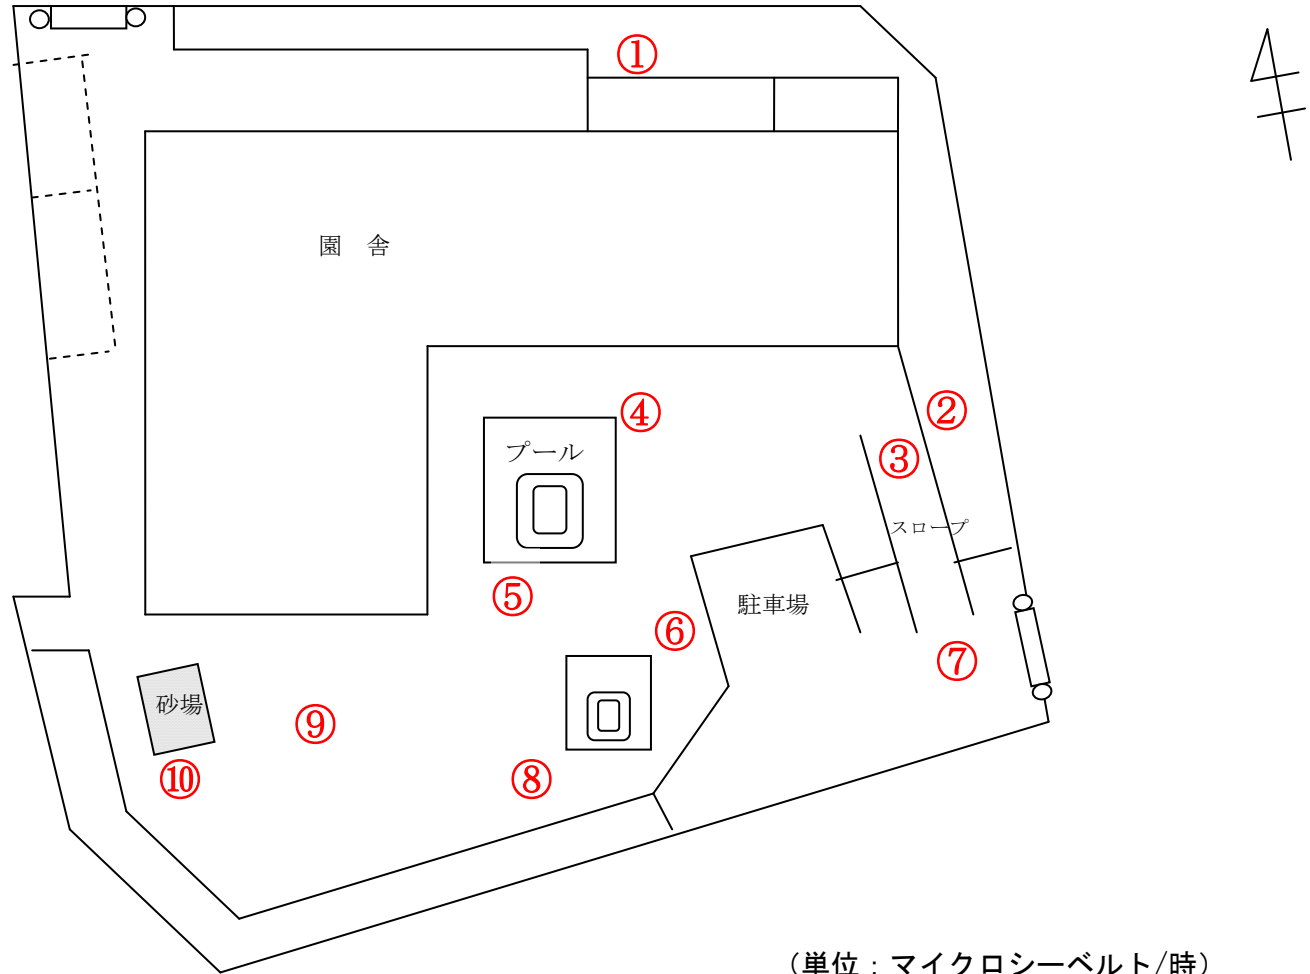 ①
園　舎
④
②
プール
③
スロープ
⑤
駐車場
⑥
⑦
砂場
⑨
⑩
⑧
（単位：マイクロシーベルト/時）